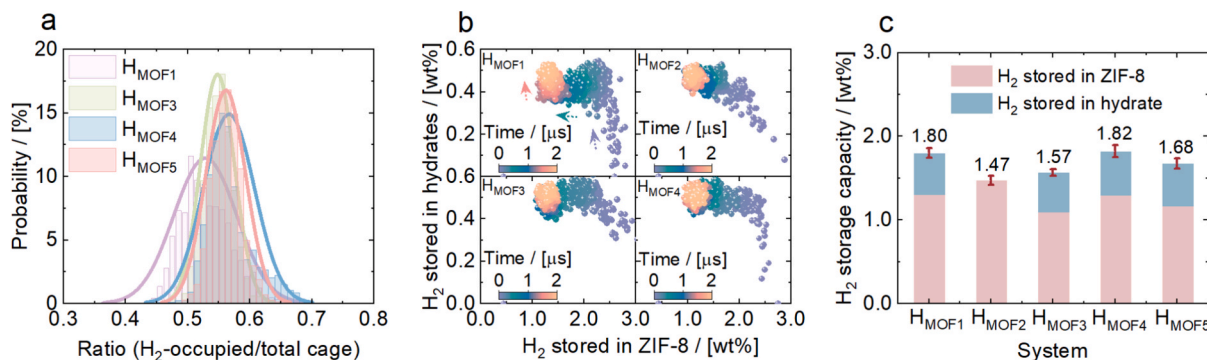 a
20
15
10
5
0
Probability / [%]
H_MOF1
H_MOF3
H_MOF4
H_MOF5
0.3 0.4 0.5 0.6 0.7 0.8
Ratio (H₂-occupied/total cage)
b
H₂ stored in hydrates / [wt%]
0.6
0.4
0.2
0.6
0.4
0.2
0.0
H_MOF1
Time / [μs]
0 1 2
H_MOF2
Time / [μs]
0 1 2
H_MOF3
Time / [μs]
0 1 2
H_MOF4
Time / [μs]
0 1 2
0.0 1.0 2.0 3.0 1.0 2.0 3.0
H₂ stored in ZIF-8 / [wt%]
c
H₂ storage capacity / [wt%]
3.0
2.0
1.0
0.0
H₂ stored in ZIF-8
H₂ stored in hydrate
1.80 1.47 1.57 1.82 1.68
H_MOF1 H_MOF2 H_MOF3 H_MOF4 H_MOF5
System